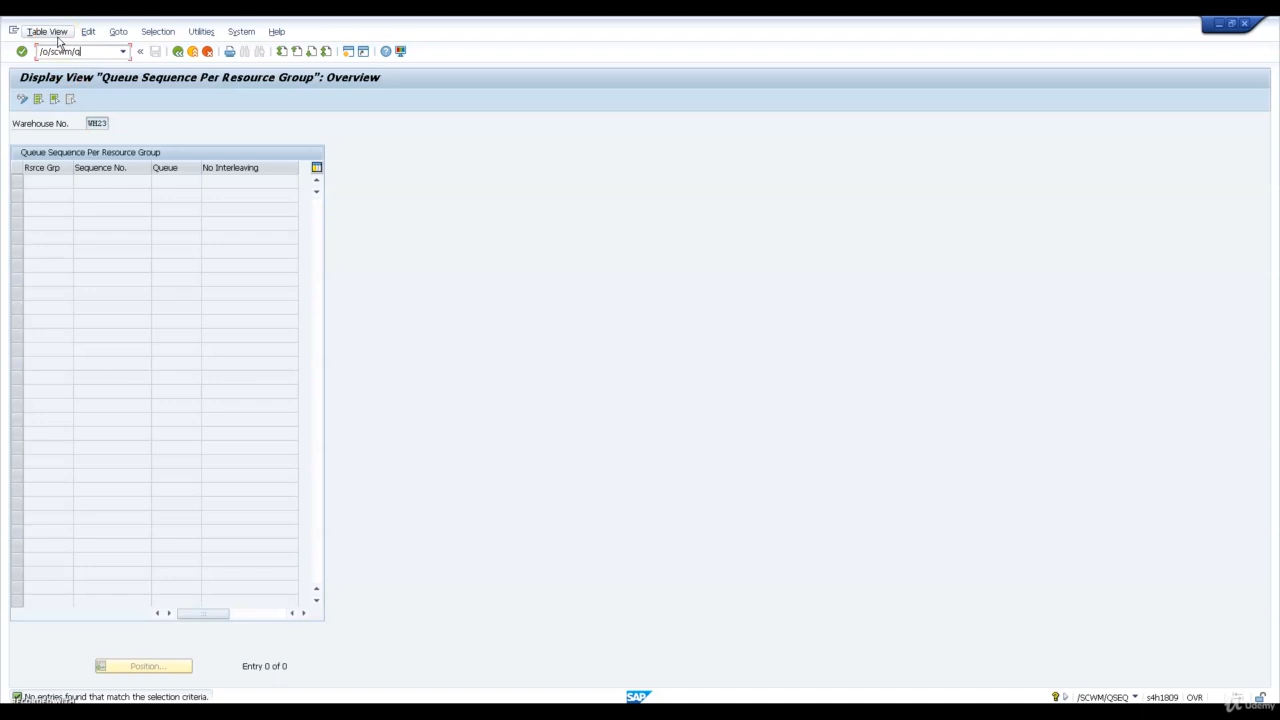 Table View Edit Goto Selection Utilities System Help
/o/scwm/q
Display View "Queue Sequence Per Resource Group": Overview
Warehouse No. WH23
Queue Sequence Per Resource Group
Rsrce Grp Sequence No. Queue No Interleaving
Position... Entry 0 of 0
No entries found that match the selection criteria.
SAP
/SCWM/QSEQ s4h1809 OVR
Udemy